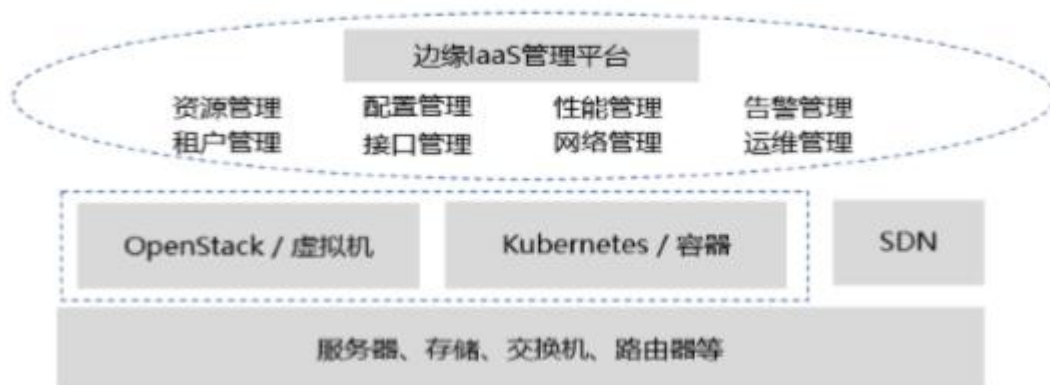 边缘IaaS管理平台
资源管理 配置管理 性能管理 告警管理
租户管理 接口管理 网络管理 运维管理
OpenStack / 虚拟机 Kubernetes / 容器 SDN
服务器、存储、交换机、路由器等